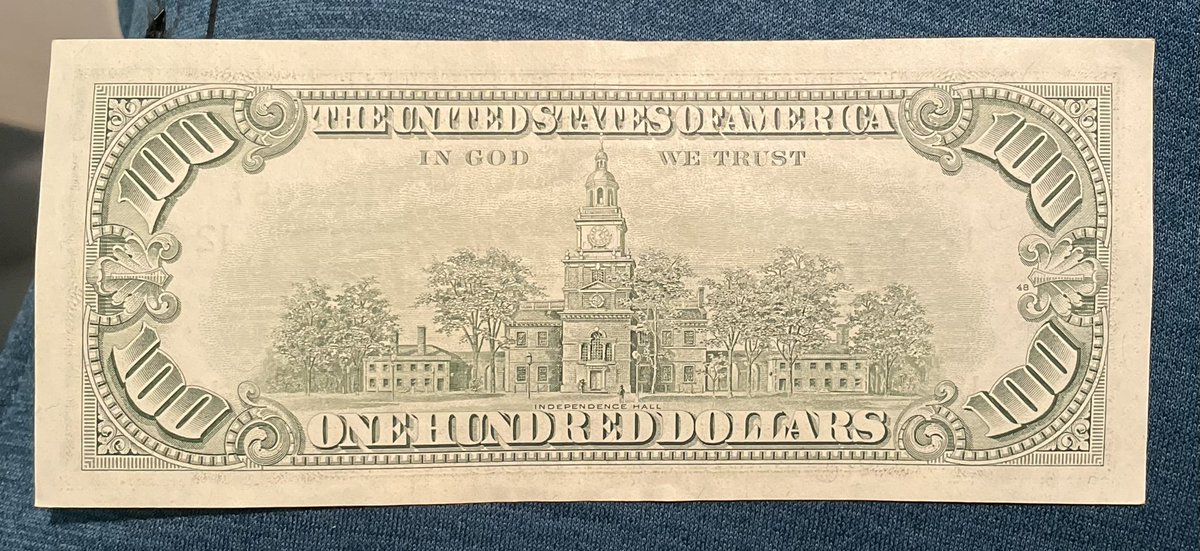 THE UNITED STATES OF AMERICA
100 100
IN GOD WE TRUST
48
100 100
INDEPENDENCE HALL
ONE HUNDRED DOLLARS